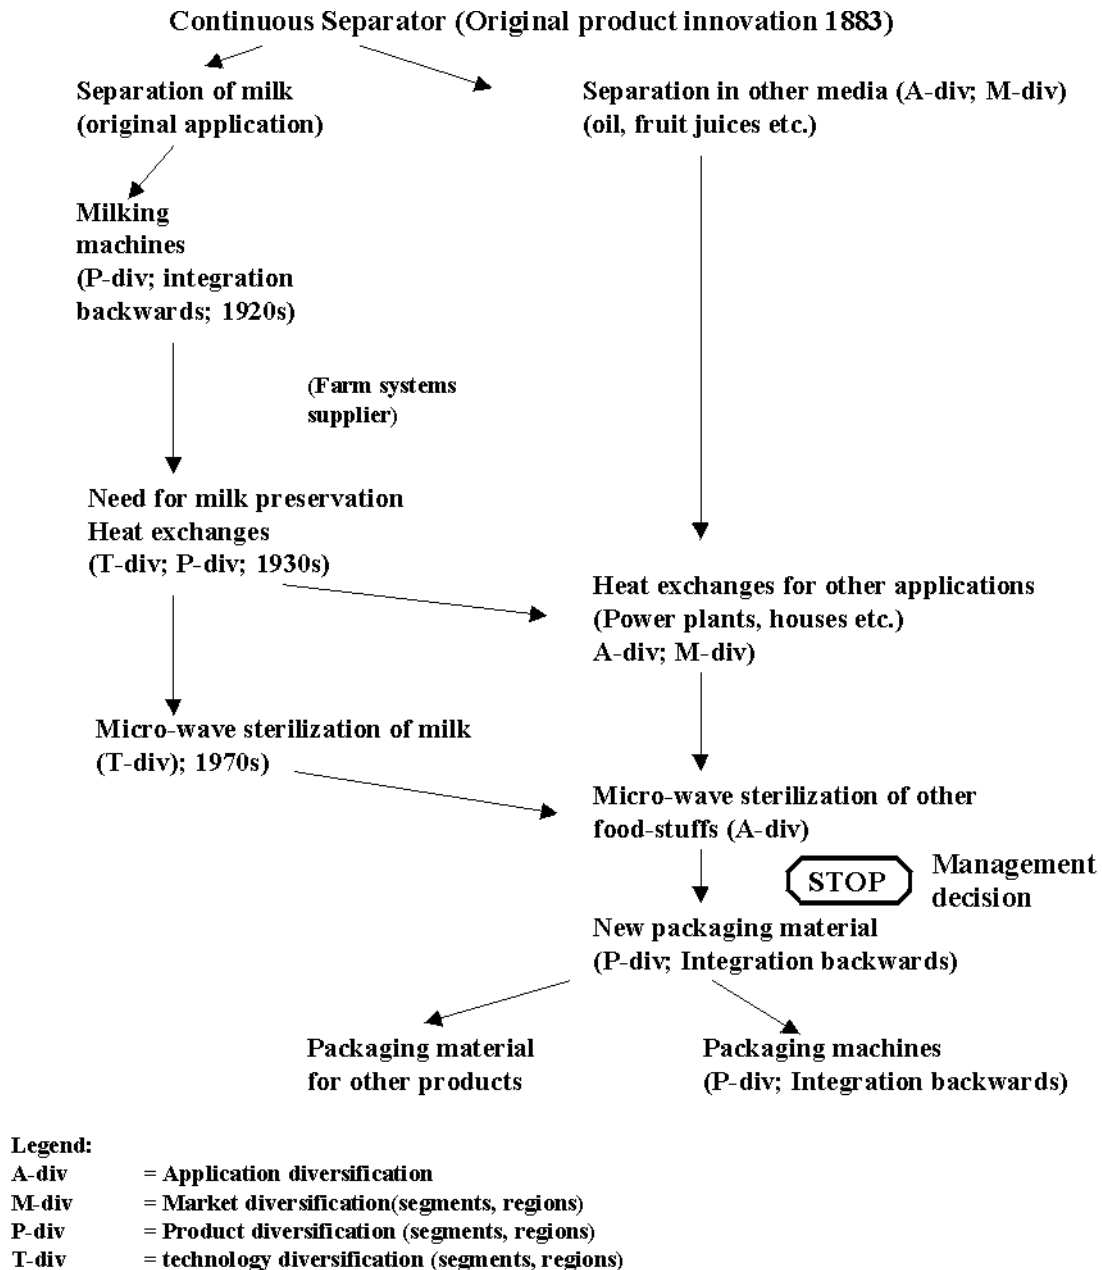 Continuous Separator (Original product innovation 1883)
Separation of milk
(original application)
Separation in other media (A-div; M-div)
(oil, fruit juices etc.)
Milking
machines
(P-div; integration
backwards; 1920s)
(Farm systems
supplier)
Need for milk preservation
Heat exchanges
(T-div; P-div; 1930s)
Heat exchanges for other applications
(Power plants, houses etc.)
A-div; M-div)
Micro-wave sterilization of milk
(T-div); 1970s)
Micro-wave sterilization of other
food-stuffs (A-div)
STOP
Management
decision
New packaging material
(P-div; Integration backwards)
Packaging material
for other products
Packaging machines
(P-div; Integration backwards)
Legend:
A-div = Application diversification
M-div = Market diversification(segments, regions)
P-div = Product diversification (segments, regions)
T-div = technology diversification (segments, regions)